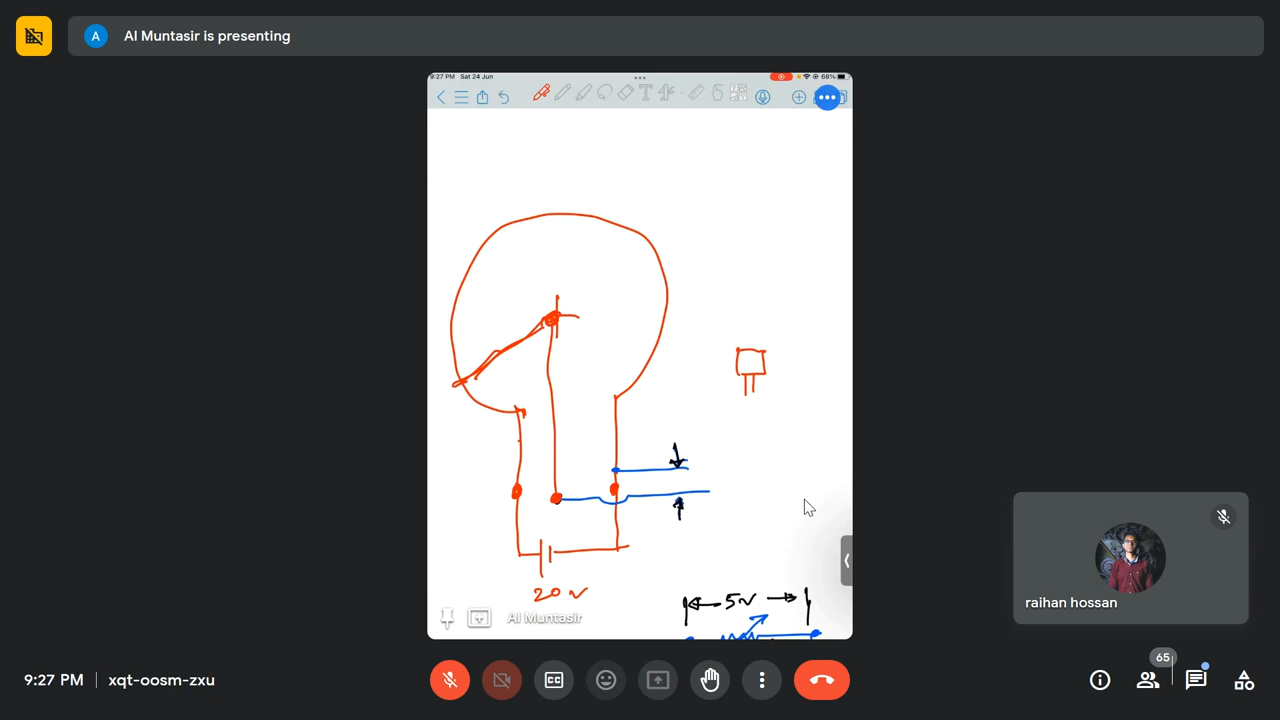 A
Al Muntasir is presenting
9:27 PM Sat 24 Jun
68%
T
20 v
5v
Al Muntasir
raihan hossan
65
9:27 PM | xqt-oosm-zxu
CC